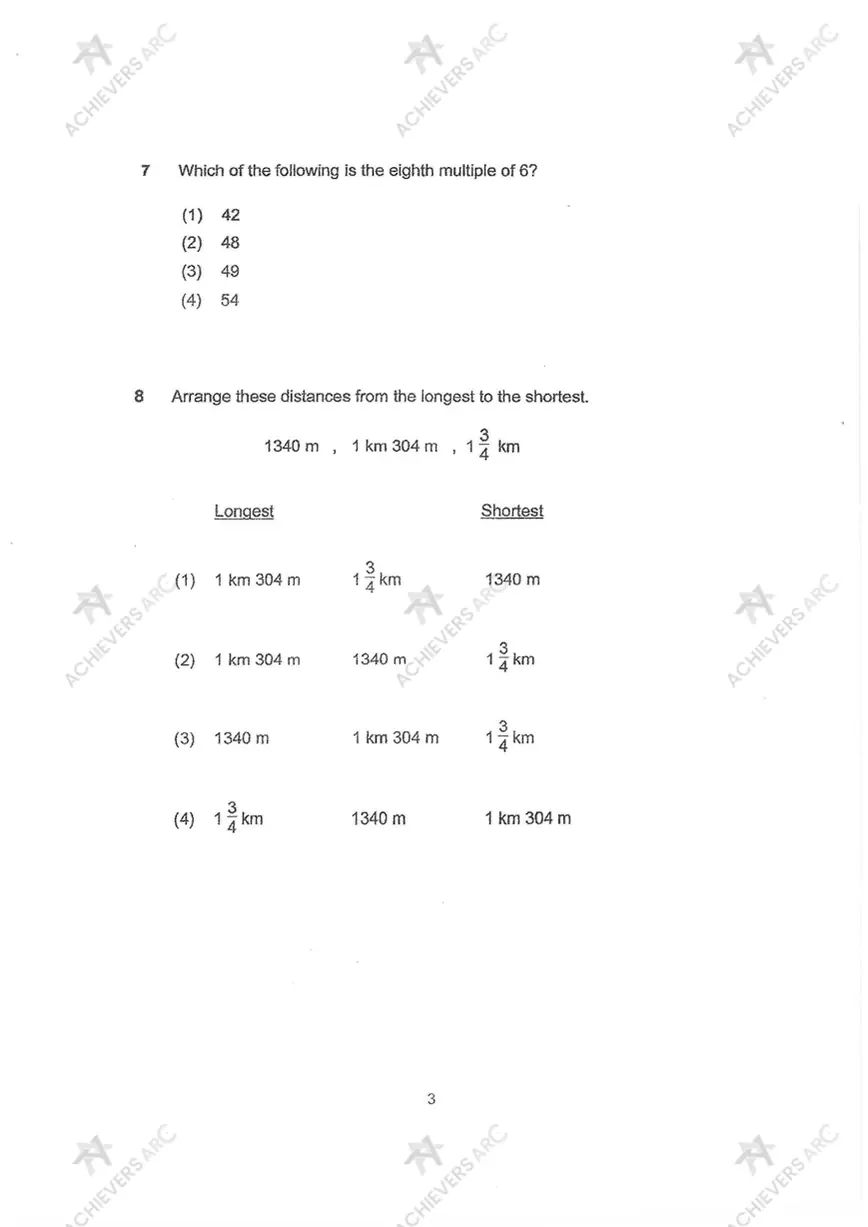 ACHIEVERS ARC
ACHIEVERS ARC
ACHIEVERS ARC
7 Which of the following is the eighth multiple of 6?
(1) 42
(2) 48
(3) 49
(4) 54
8 Arrange these distances from the longest to the shortest.
1340 m , 1 km 304 m , 1 3/4 km
Longest Shortest
(1) 1 km 304 m 1 3/4 km 1340 m
ACHIEVERS ARC
ACHIEVERS ARC
ACHIEVERS ARC
(2) 1 km 304 m 1340 m 1 3/4 km
(3) 1340 m 1 km 304 m 1 3/4 km
(4) 1 3/4 km 1340 m 1 km 304 m
3
ACHIEVERS ARC
ACHIEVERS ARC
ACHIEVERS ARC